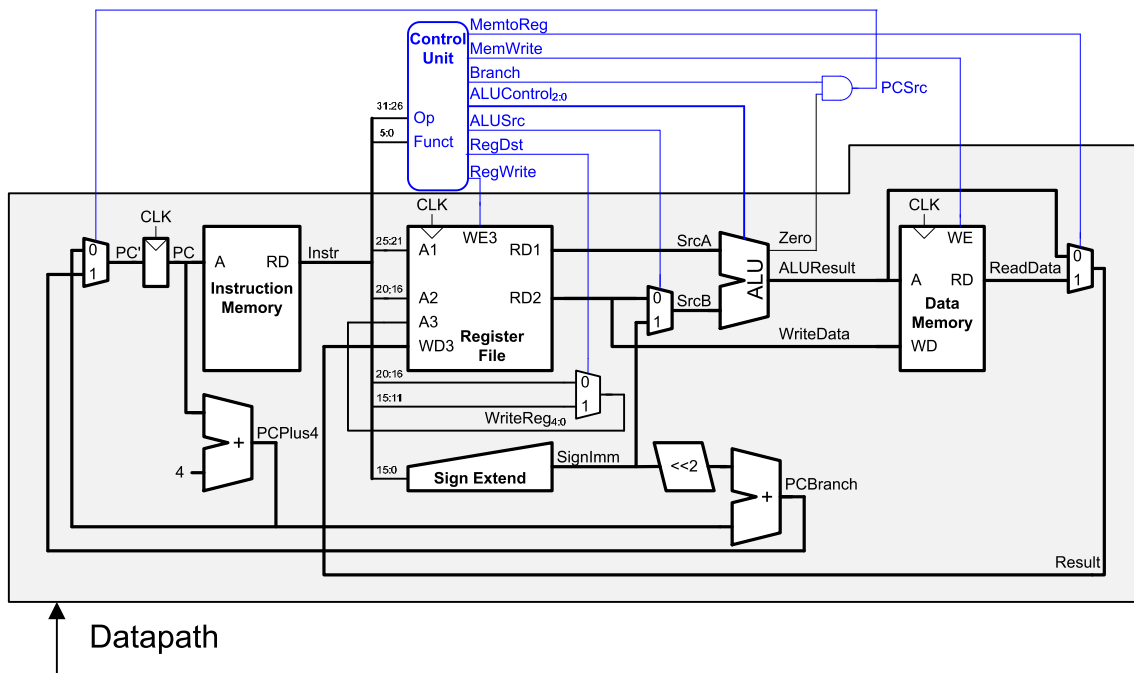 MemtoReg
Control
Unit
MemWrite
Branch
ALUControl2:0
PCSrc
31:26
Op
ALUSrc
5:0
Funct
RegDst
RegWrite
CLK
CLK
CLK
0
1
PC'
PC
A
RD
Instruction
Memory
Instr
25:21
A1
WE3
RD1
20:16
A2
RD2
A3
WD3
Register
File
SrcA
0
1
SrcB
ALU
Zero
ALUResult
WriteData
WE
A
RD
Data
Memory
WD
ReadData
0
1
20:16
15:11
0
1
WriteReg4:0
4
+
PCPlus4
15:0
Sign Extend
SignImm
<<2
+
PCBranch
Result
Datapath